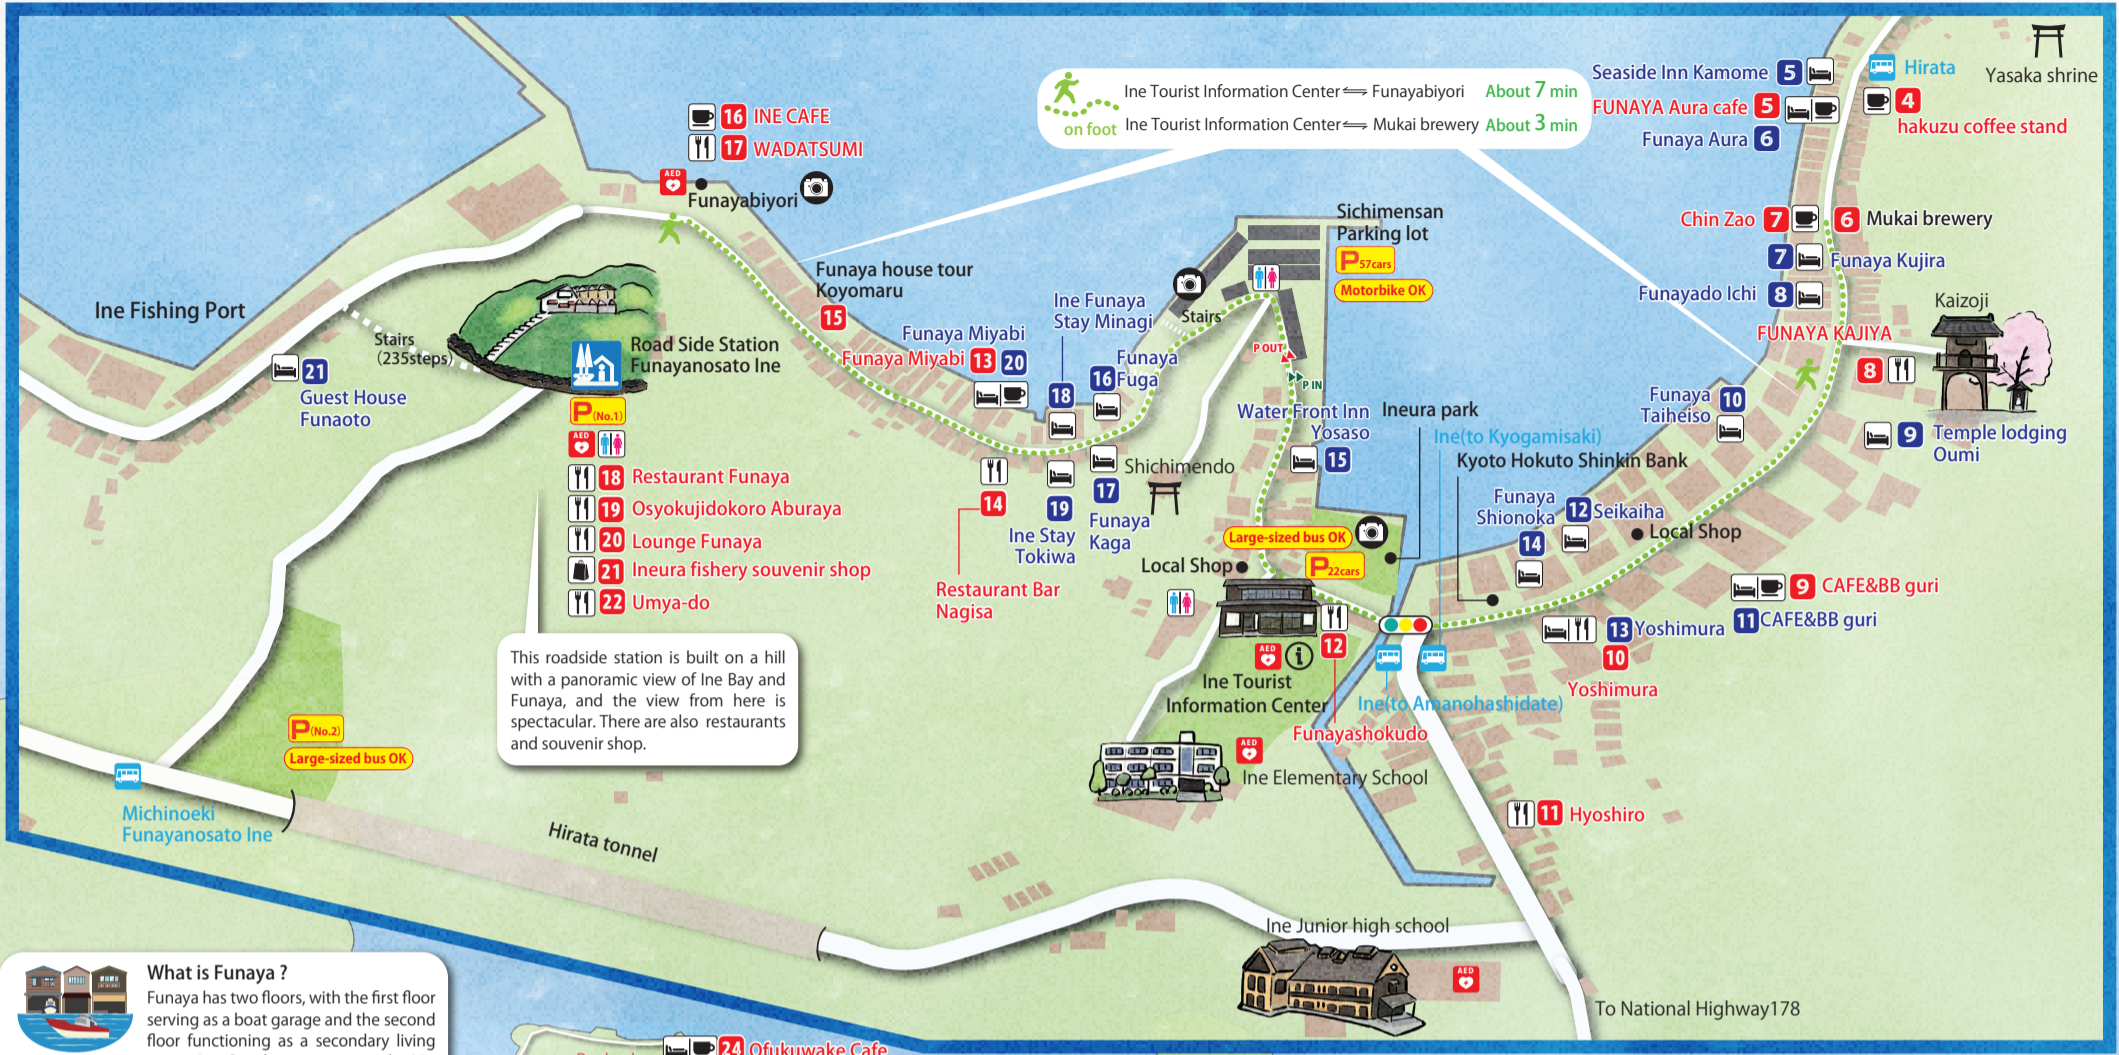 Ine Tourist Information Center ⇌ Funayabiyori About 7 min
on foot Ine Tourist Information Center ⇌ Mukai brewery About 3 min
Seaside Inn Kamome 5
FUNAYA Aura cafe 5
Funaya Aura 6
Hirata
4
hakuzu coffee stand
Yasaka shrine
16 INE CAFE
17 WADATSUMI
AED
Funayabiyori
Ine Fishing Port
Stairs
(235steps)
21
Guest House
Funaoto
Road Side Station
Funayanosato Ine
P(No.1)
AED
18 Restaurant Funaya
19 Osyokujidokoro Aburaya
20 Lounge Funaya
21 Ineura fishery souvenir shop
22 Umya-do
This roadside station is built on a hill
with a panoramic view of Ine Bay and
Funaya, and the view from here is
spectacular. There are also restaurants
and souvenir shop.
Funaya house tour
Koyomaru
15
Funaya Miyabi
Funaya Miyabi 13 20
Ine Funaya
Stay Minagi
18
Funaya
16 Fuga
Stairs
Sichimensan
Parking lot
P57cars
Motorbike OK
P OUT
P IN
14
Restaurant Bar
Nagisa
19
Ine Stay
Tokiwa
17
Funaya
Kaga
Shichimendo
Water Front Inn
Yosaso
15
Ineura park
Ine(to Kyogamisaki)
Kyoto Hokuto Shinkin Bank
Large-sized bus OK
P22cars
Local Shop
AED
Ine Tourist
Information Center
12
Funayashokudo
Ine(to Amanohashidate)
AED
Ine Elementary School
Chin Zao 7
6 Mukai brewery
7 Funaya Kujira
Funayado Ichi 8
FUNAYA KAJIYA
8
Kaizoji
9 Temple lodging
Oumi
Funaya
Taiheiso 10
Funaya
Shionoka
14
12 Seikaiha
Local Shop
9 CAFE&BB guri
11 CAFE&BB guri
13 Yoshimura
10
Yoshimura
11 Hyoshiro
P(No.2)
Large-sized bus OK
Michinoeki
Funayanosato Ine
Hirata tunnel
Ine Junior high school
AED
To National Highway178
What is Funaya ?
Funaya has two floors, with the first floor
serving as a boat garage and the second
floor functioning as a secondary living
24 Ofukuwake Cafe